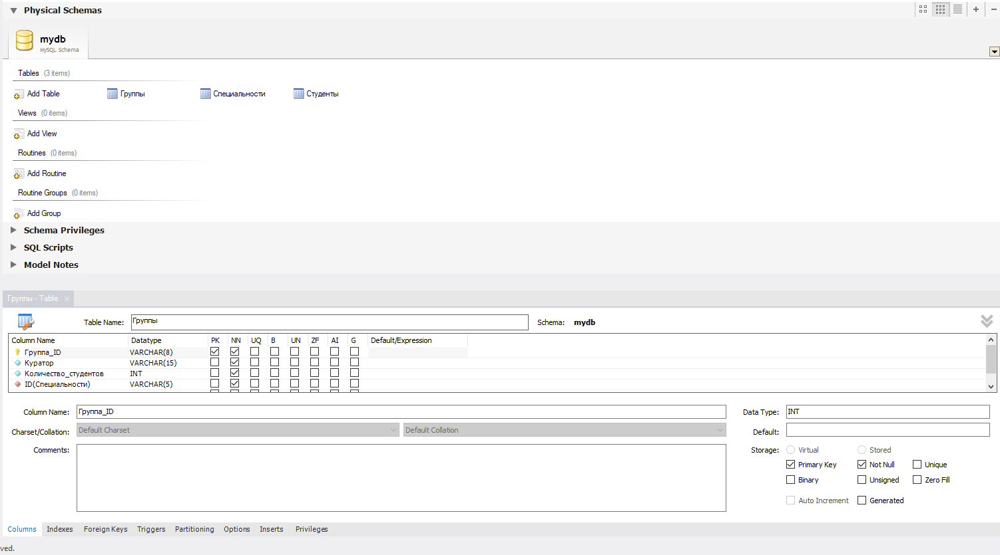 Physical Schemas
mydb
MySQL Schema
Tables (3 items)
Add Table Группы Специальности Студенты
Views (0 items)
Add View
Routines (0 items)
Add Routine
Routine Groups (0 items)
Add Group
Schema Privileges
SQL Scripts
Model Notes
Группы - Table
Table Name: Группы Schema: mydb
Column Name Datatype PK NN UQ B UN ZF AI G Default/Expression
Группа_ID VARCHAR(8)
Куратор VARCHAR(15)
Количество_студентов INT
ID(Специальности) VARCHAR(5)
Column Name: Группа_ID Data Type: INT
Charset/Collation: Default Charset Default Collation Default:
Comments: Storage: Virtual Stored
Primary Key Not Null Unique
Binary Unsigned Zero Fill
Auto Increment Generated
Columns Indexes Foreign Keys Triggers Partitioning Options Inserts Privileges
ved.